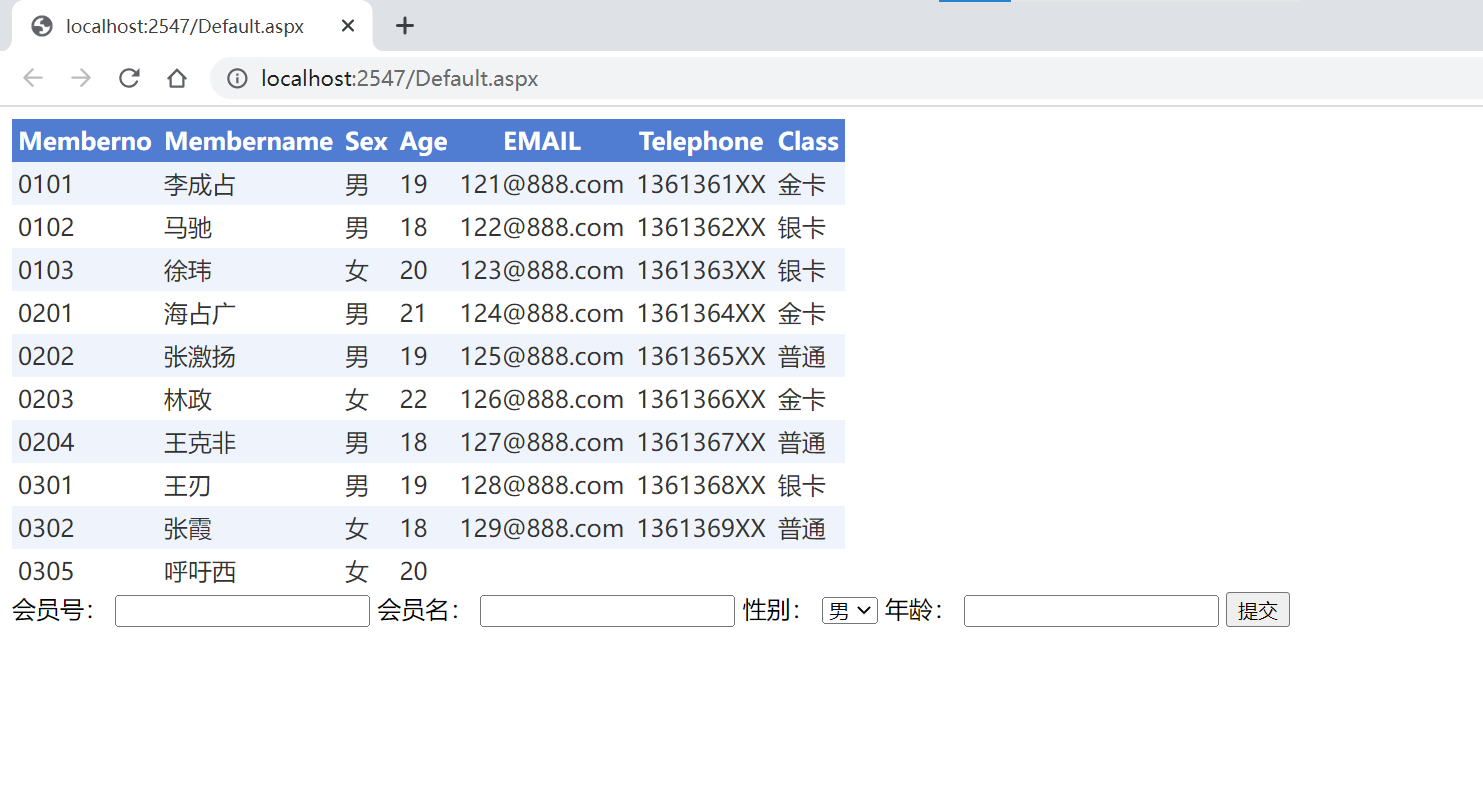 localhost:2547/Default.aspx
localhost:2547/Default.aspx
Memberno Membername Sex Age EMAIL Telephone Class
0101 李成占 男 19 121@888.com 1361361XX 金卡
0102 马驰 男 18 122@888.com 1361362XX 银卡
0103 徐玮 女 20 123@888.com 1361363XX 银卡
0201 海占广 男 21 124@888.com 1361364XX 金卡
0202 张激扬 男 19 125@888.com 1361365XX 普通
0203 林政 女 22 126@888.com 1361366XX 金卡
0204 王克非 男 18 127@888.com 1361367XX 普通
0301 王刃 男 19 128@888.com 1361368XX 银卡
0302 张霞 女 18 129@888.com 1361369XX 普通
0305 呼吁西 女 20
会员号： 会员名： 性别： 男 年龄： 提交